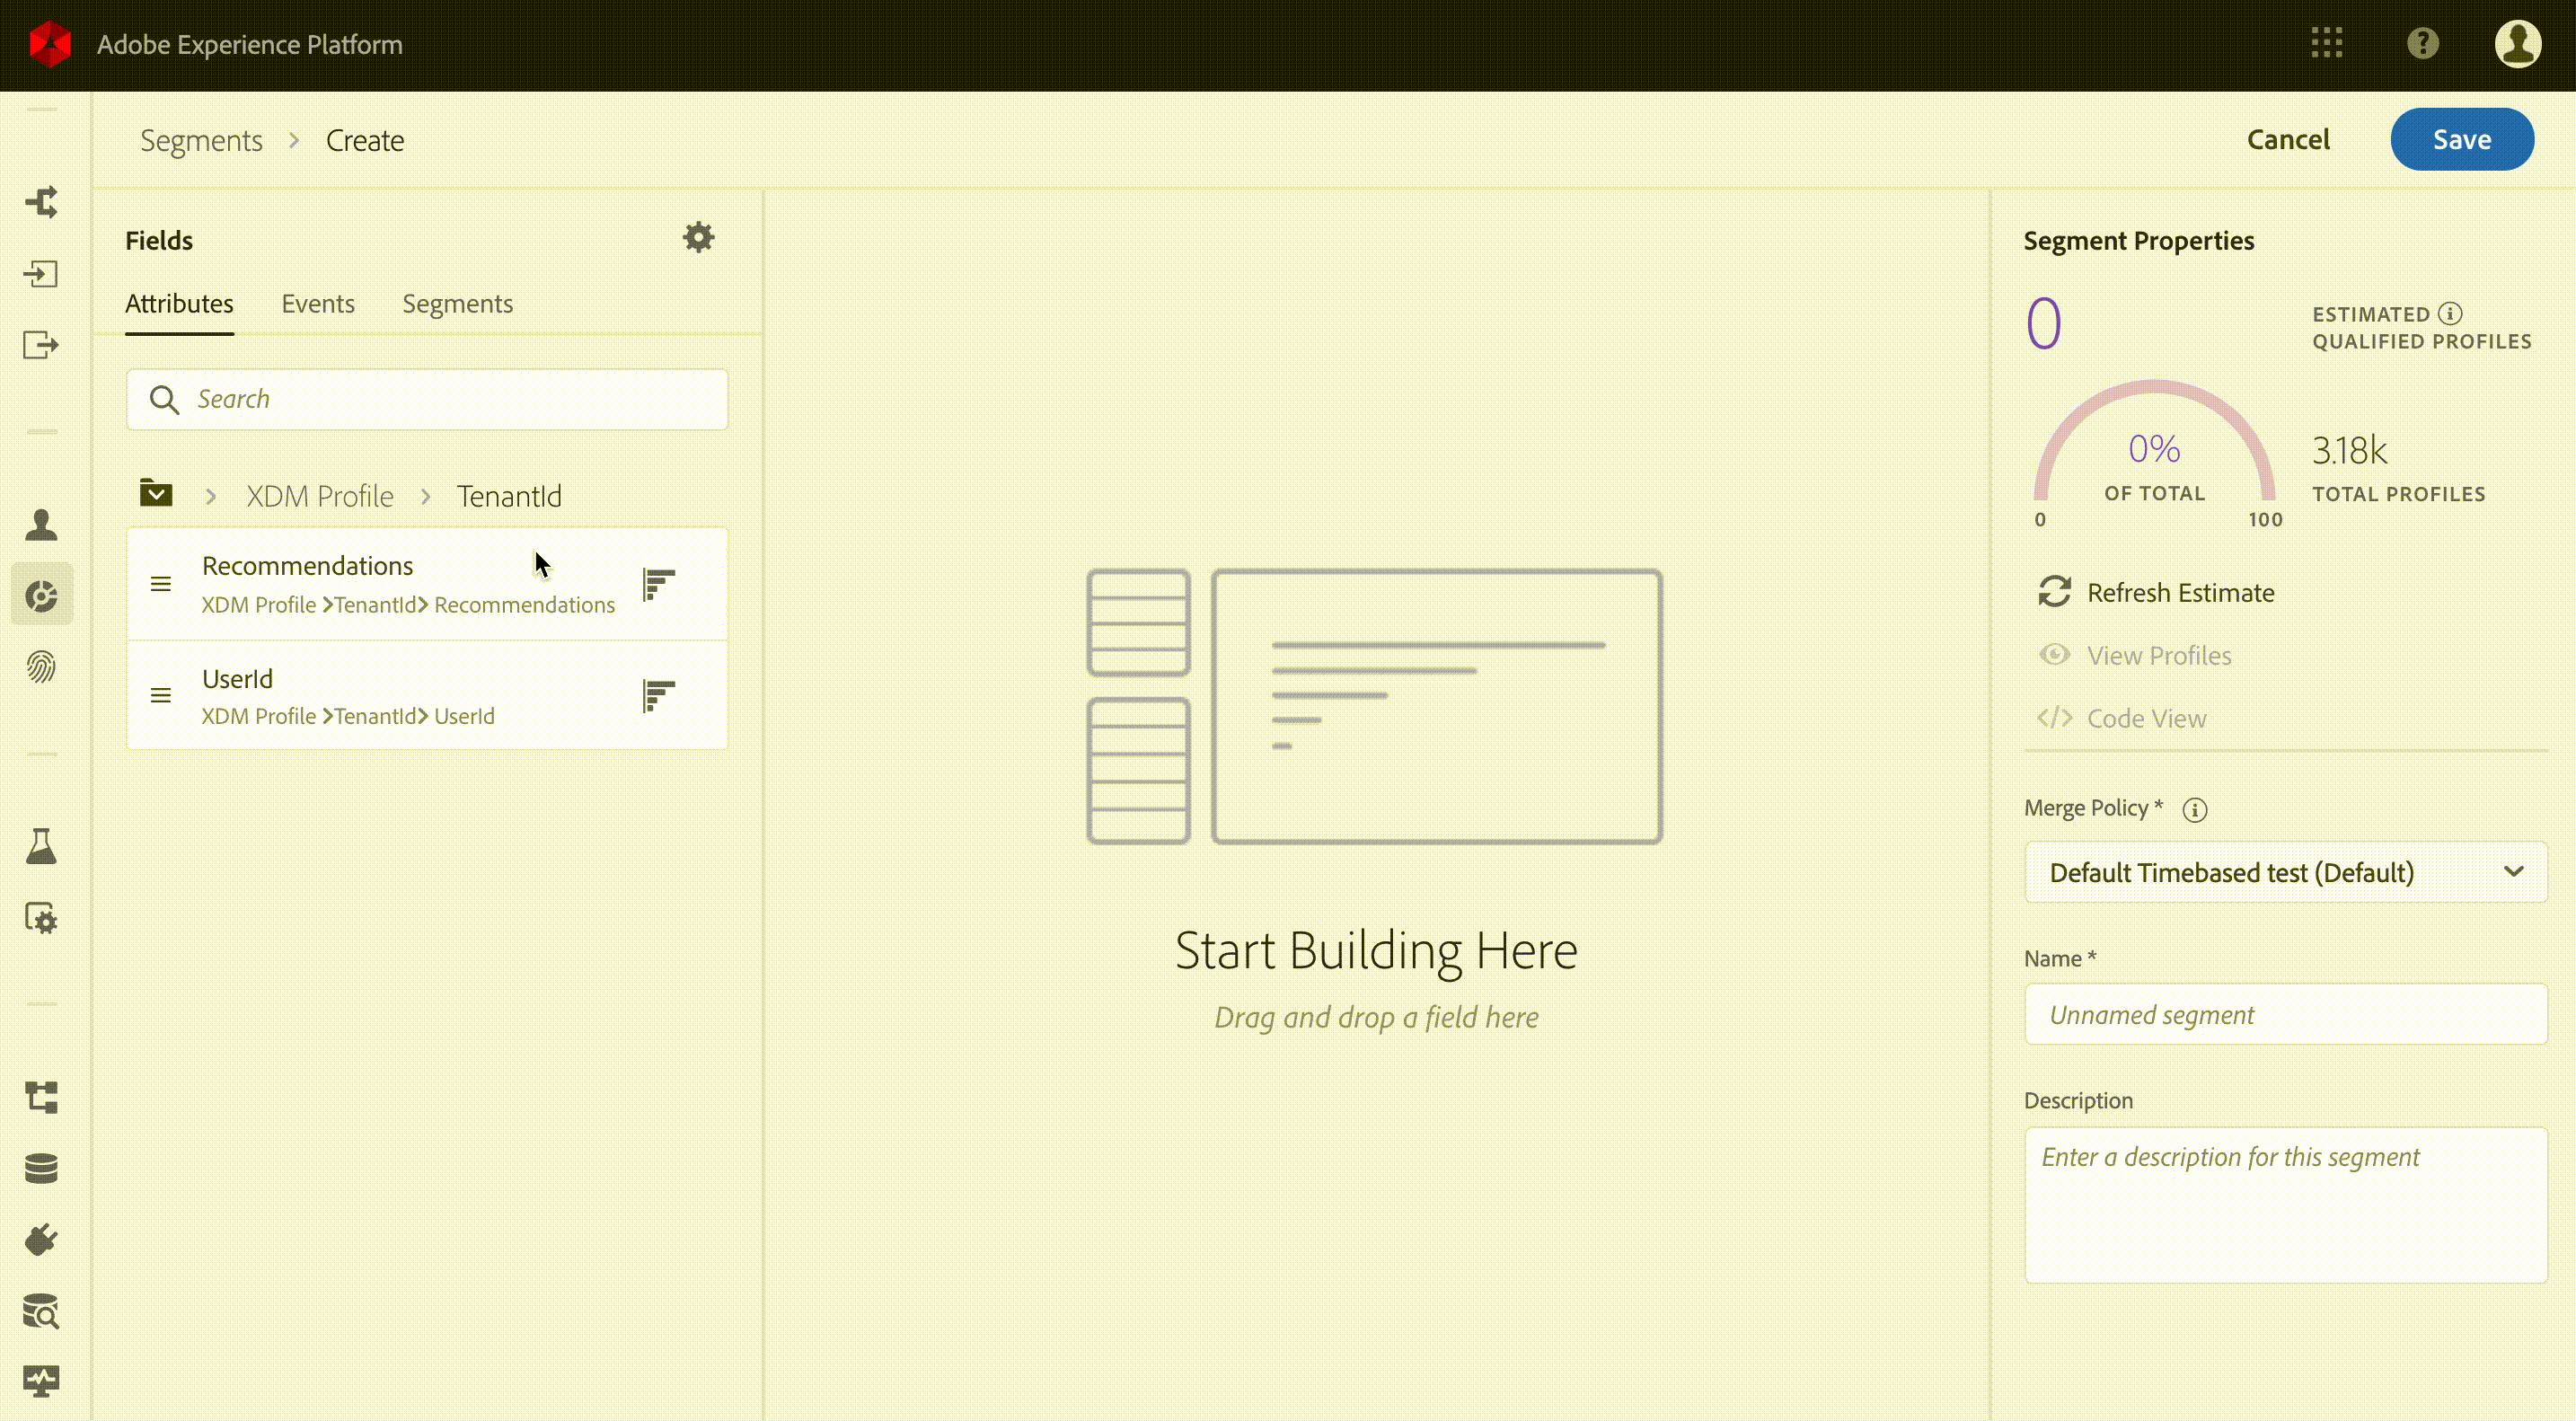 Adobe Experience Platform
?
Segments > Create
Cancel
Save
Fields
Attributes
Events
Segments
Search
> XDM Profile > TenantId
Recommendations
XDM Profile >TenantId> Recommendations
UserId
XDM Profile >TenantId> UserId
Start Building Here
Drag and drop a field here
Segment Properties
0
ESTIMATED i
QUALIFIED PROFILES
0%
OF TOTAL
0
100
3.18k
TOTAL PROFILES
Refresh Estimate
View Profiles
</> Code View
Merge Policy * i
Default Timebased test (Default)
Name *
Unnamed segment
Description
Enter a description for this segment